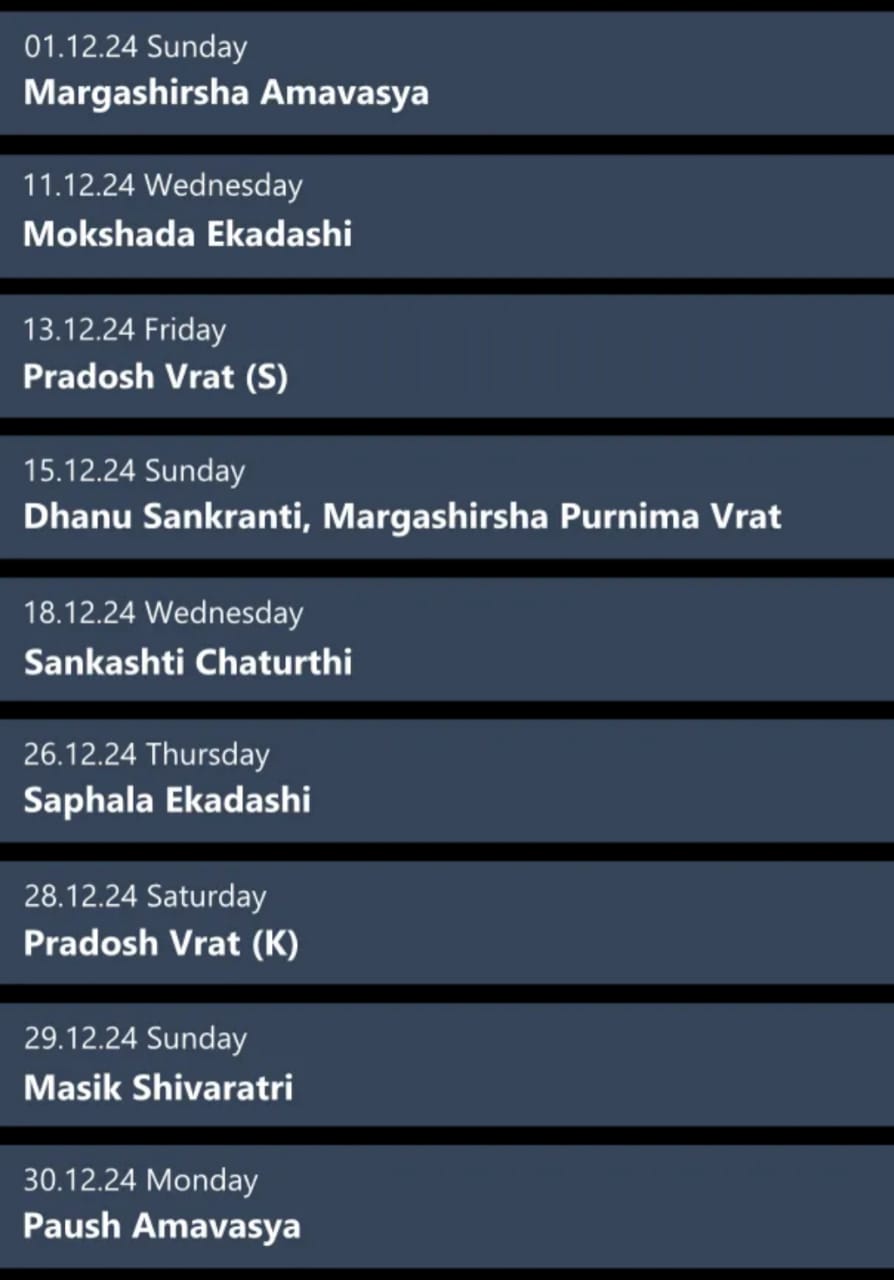 01.12.24 Sunday
Margashirsha Amavasya
11.12.24 Wednesday
Mokshada Ekadashi
13.12.24 Friday
Pradosh Vrat (S)
15.12.24 Sunday
Dhanu Sankranti, Margashirsha Purnima Vrat
18.12.24 Wednesday
Sankashti Chaturthi
26.12.24 Thursday
Saphala Ekadashi
28.12.24 Saturday
Pradosh Vrat (K)
29.12.24 Sunday
Masik Shivaratri
30.12.24 Monday
Paush Amavasya